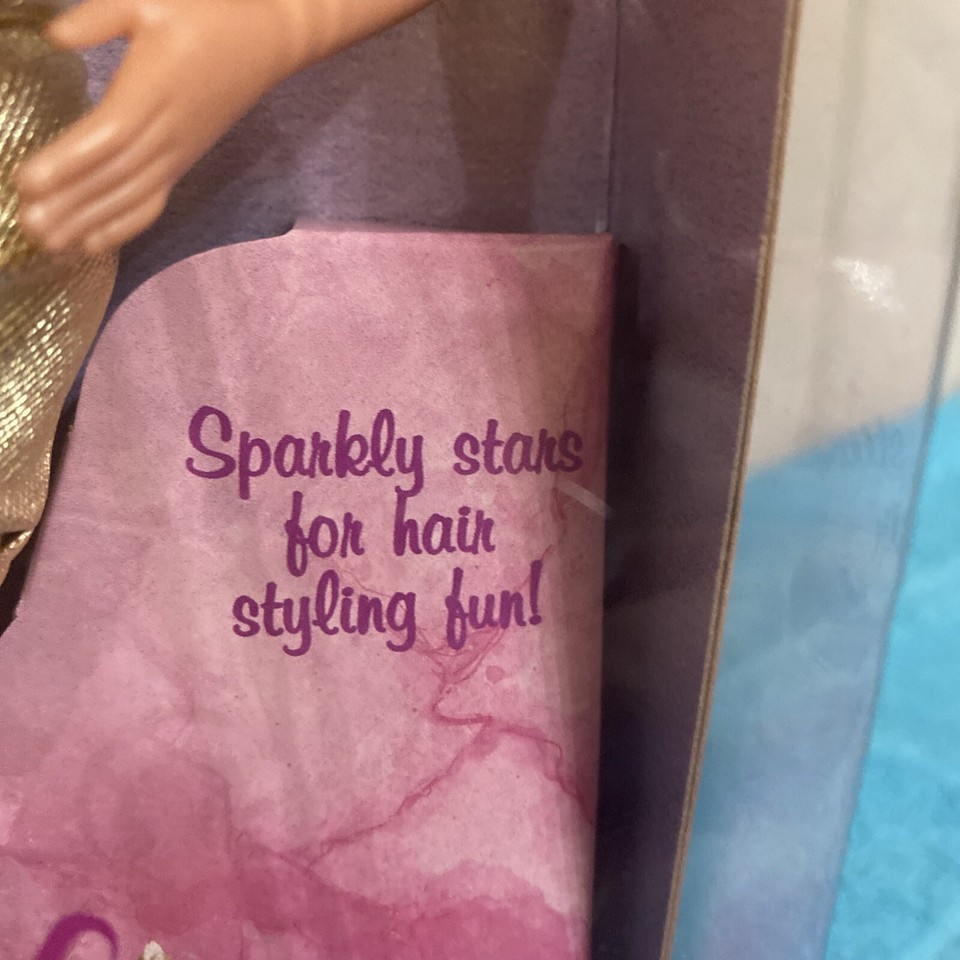 Sparkly stars
for hair
styling fun!